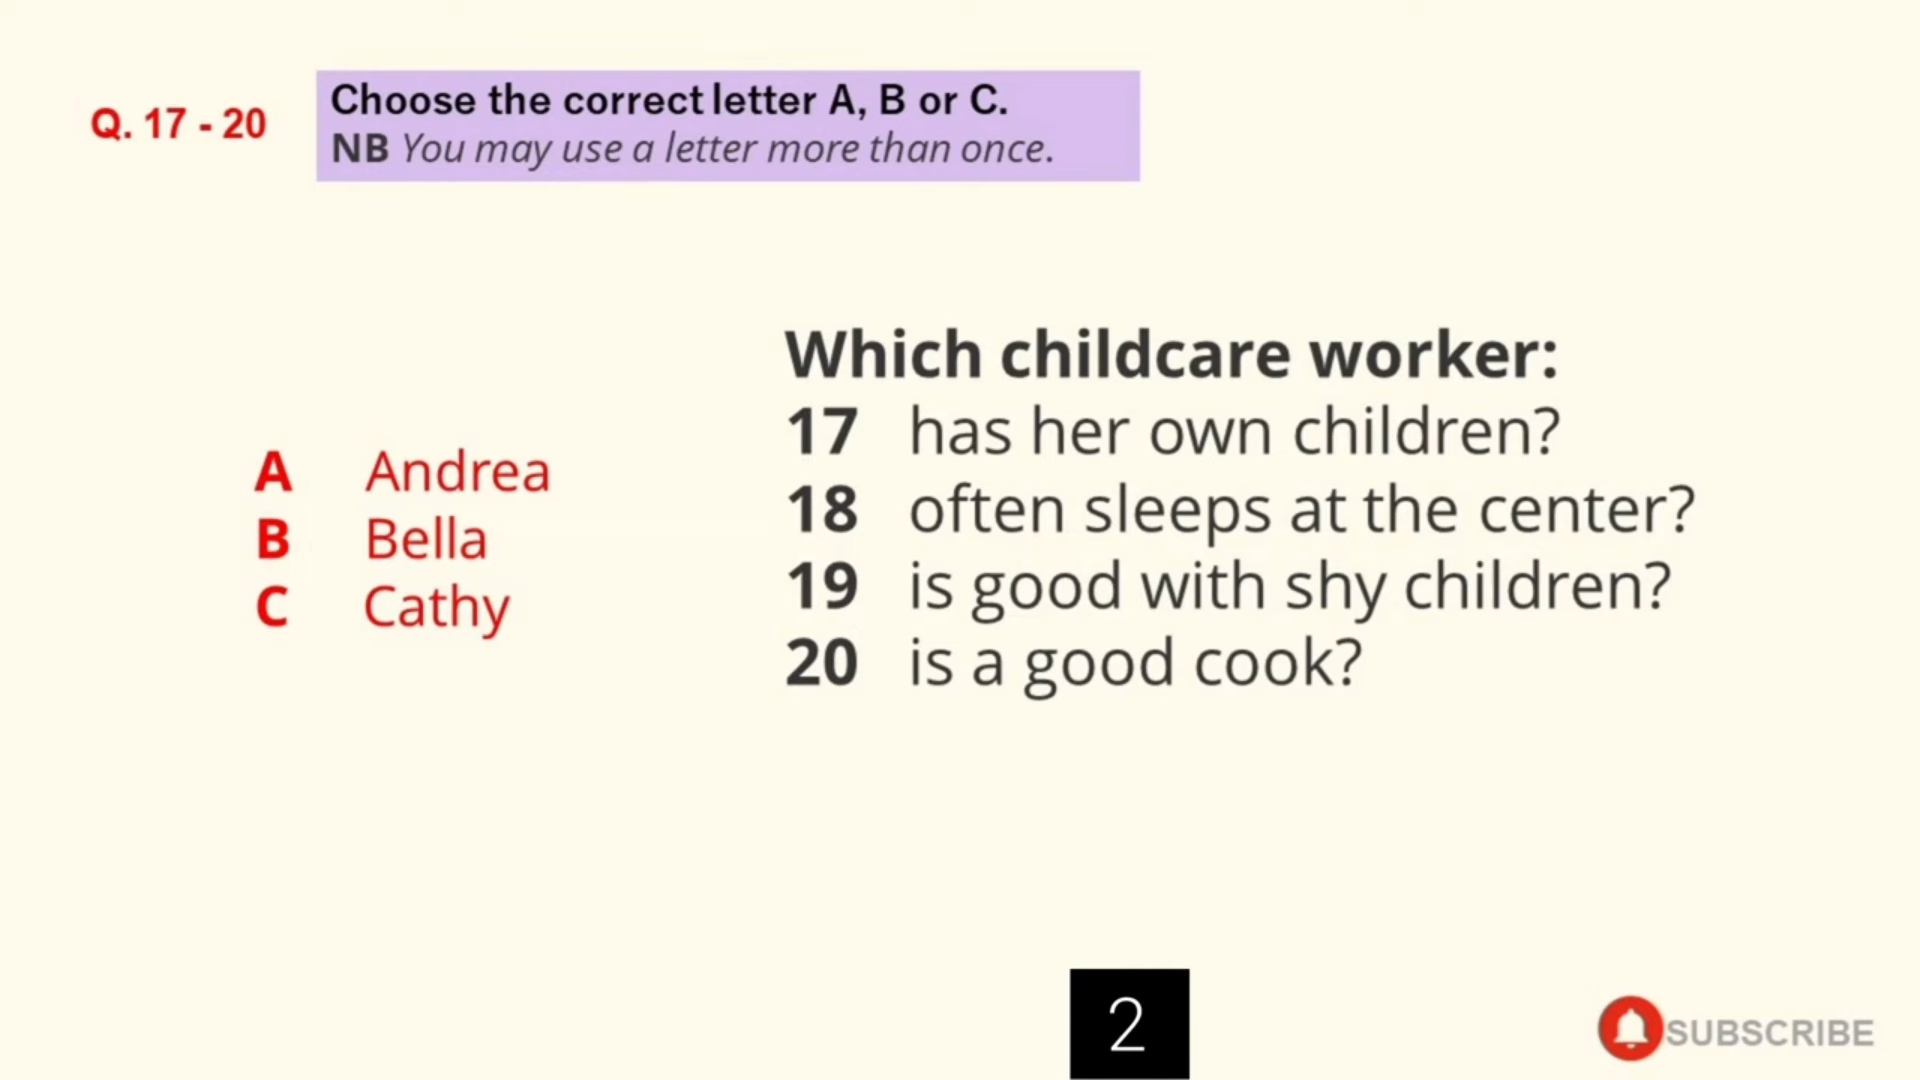 Q. 17 - 20
Choose the correct letter A, B or C.
NB You may use a letter more than once.
A Andrea
B Bella
C Cathy
Which childcare worker:
17 has her own children?
18 often sleeps at the center?
19 is good with shy children?
20 is a good cook?
2
SUBSCRIBE